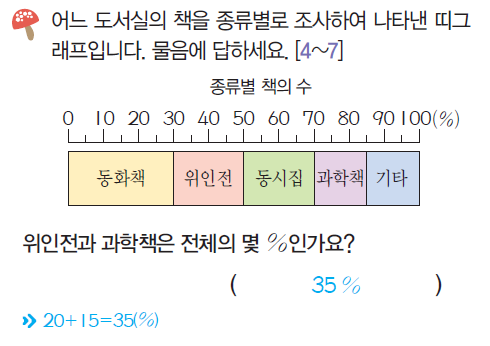 어느 도서실의 책을 종류별로 조사하여 나타낸 띠그
래프입니다. 물음에 답하세요. [4~7]
종류별 책의 수
0 10 20 30 40 50 60 70 80 90 100(%)
동화책 위인전 동시집 과학책 기타
위인전과 과학책은 전체의 몇 %인가요?
( 35 % )
20+15=35(%)